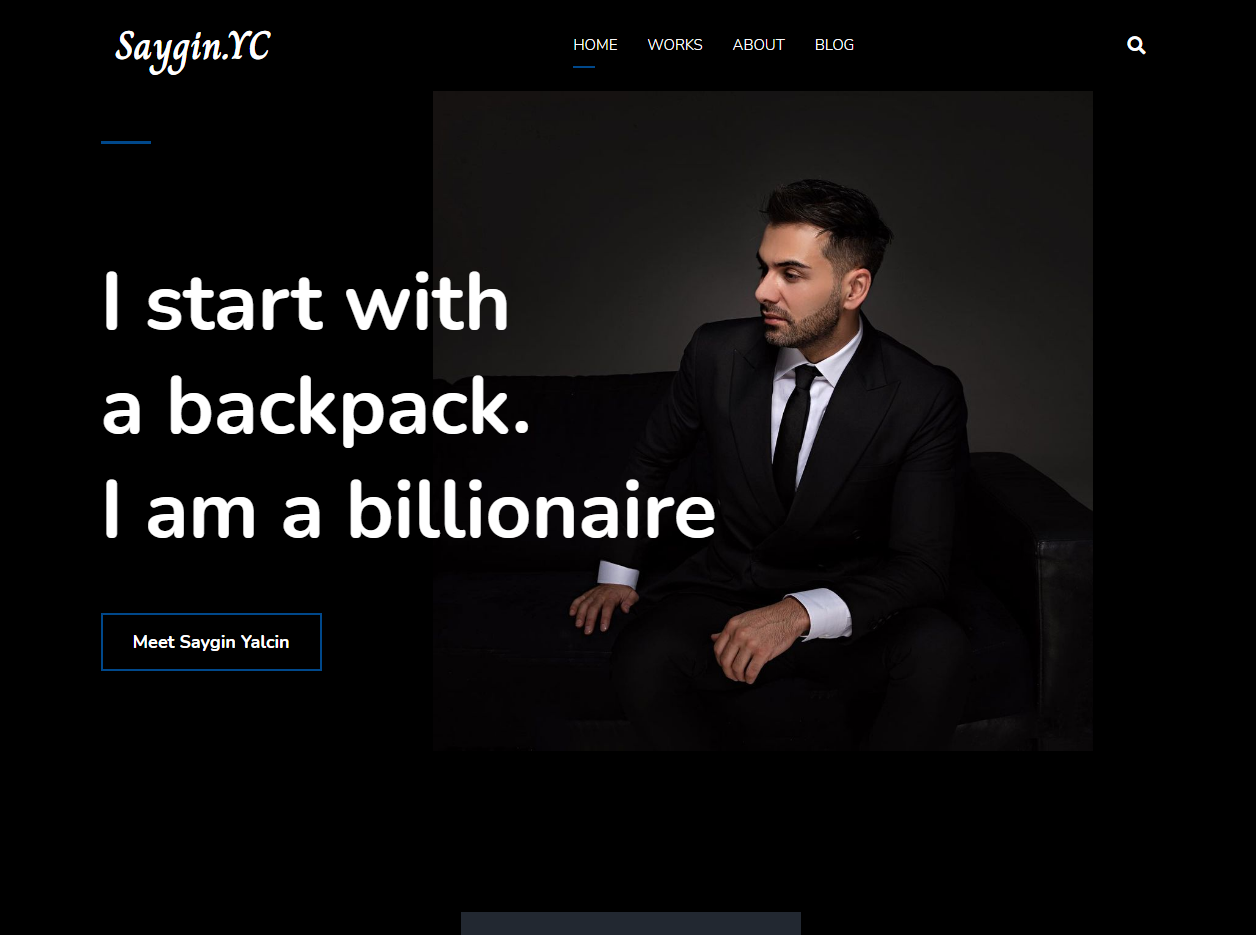 Saygin.YC
HOME WORKS ABOUT BLOG
I start with
a backpack.
I am a billionaire
Meet Saygin Yalcin